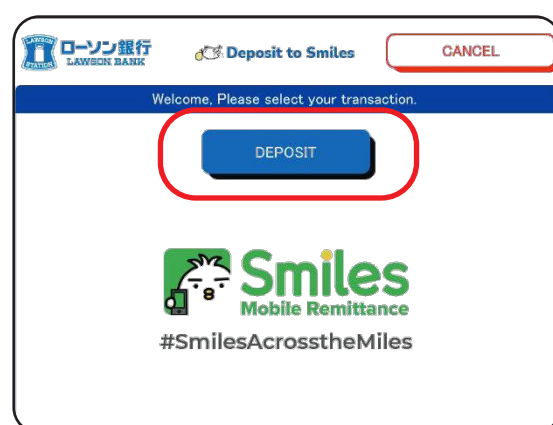 LAWSON
STATION
ローソン銀行
LAWSON BANK
Deposit to Smiles
CANCEL
Welcome, Please select your transaction.
DEPOSIT
Smiles
Mobile Remittance
#SmilesAcrosstheMiles